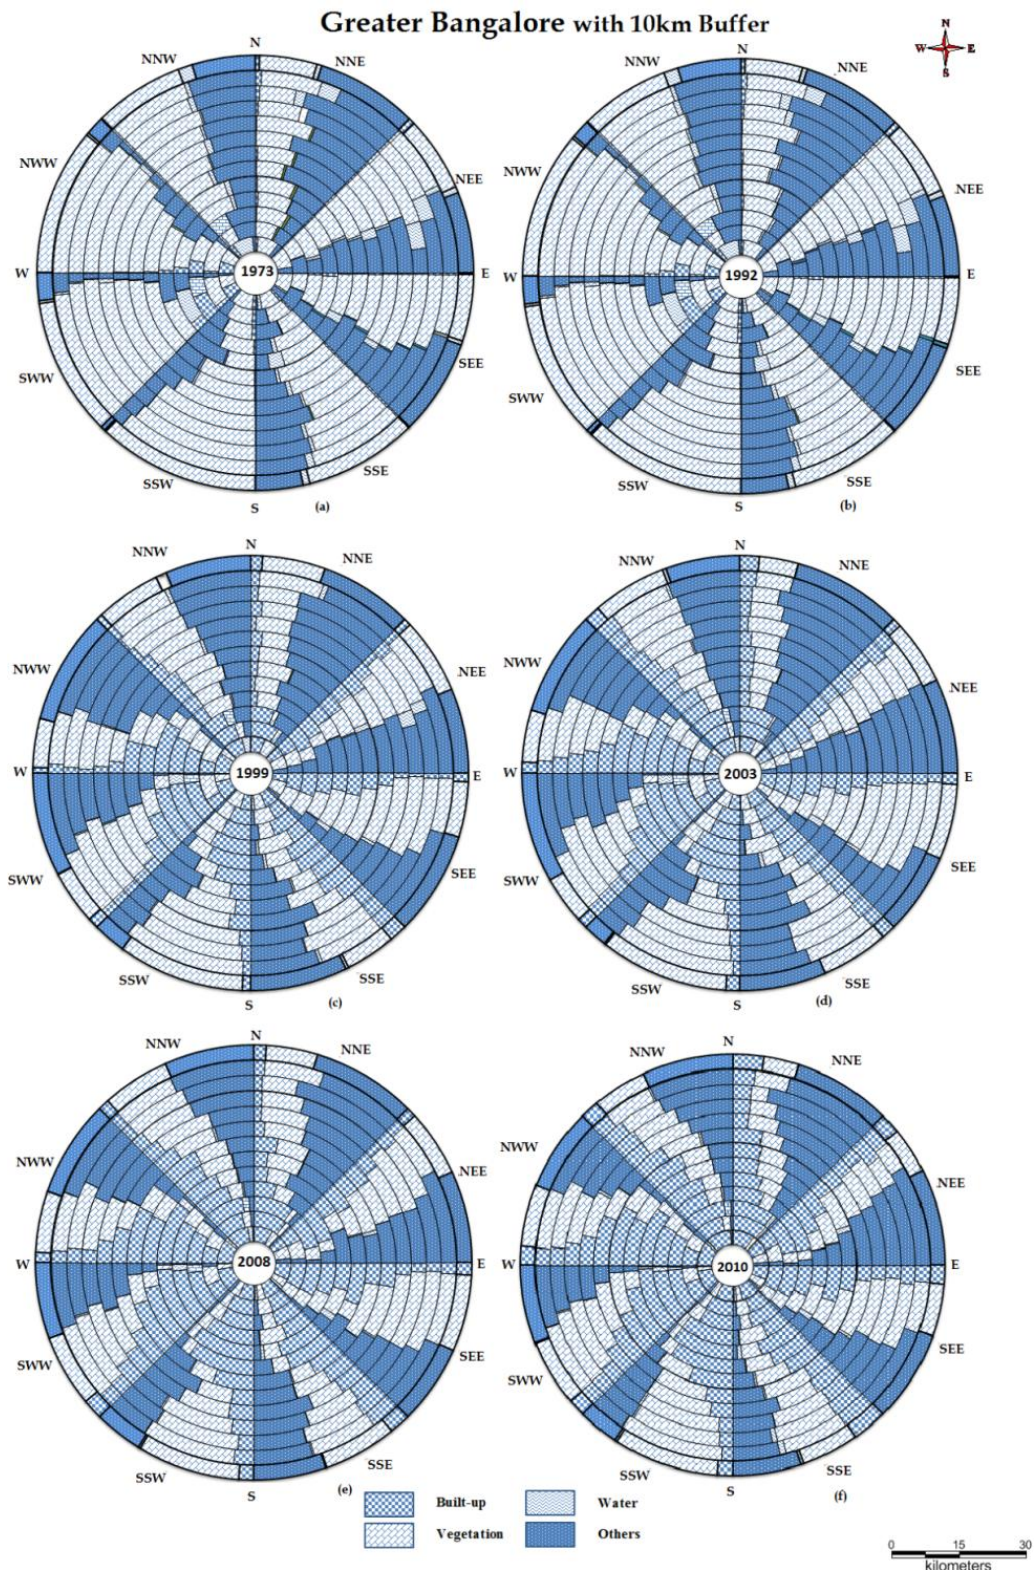 Greater Bangalore with 10km Buffer
N
W E
S
N
NNW NNE
NWW NEE
W 1973 E
SWW SEE
SSW SSE
S (a)
N
NNW NNE
NWW NEE
W 1992 E
SWW SEE
SSW SSE
S (b)
N
NNW NNE
NWW NEE
W 1999 E
SWW SEE
SSW SSE
S (c)
N
NNW NNE
NWW NEE
W 2003 E
SWW SEE
SSW SSE
S (d)
N
NNW NNE
NWW NEE
W 2008 E
SWW SEE
SSW SSE
S (e)
N
NNW NNE
NWW NEE
W 2010 E
SWW SEE
SSW SSE
S (f)
Built-up Water
Vegetation Others
0 15 30
kilometers